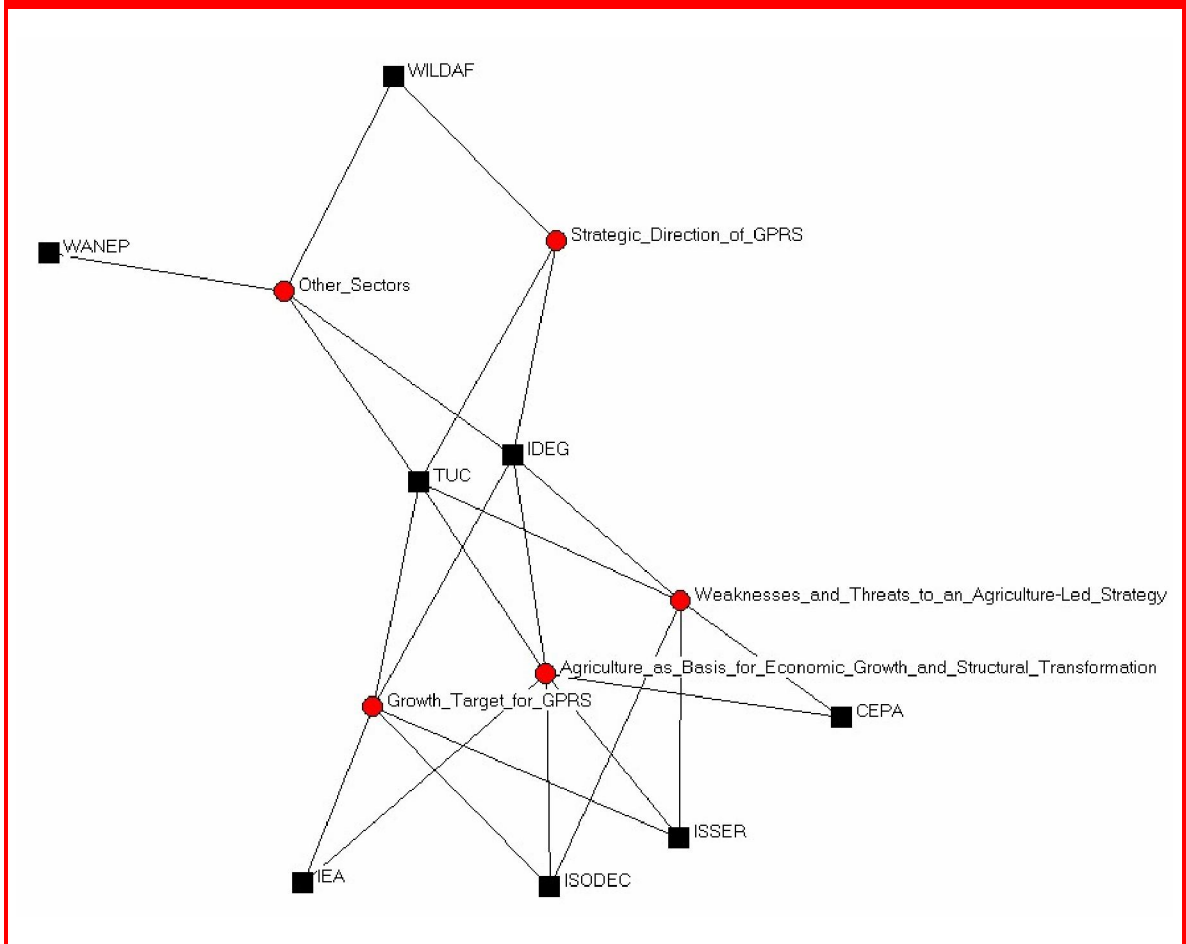 WILDAF
Strategic_Direction_of_GPRS
WANEP
Other_Sectors
IDEG
TUC
Weaknesses_and_Threats_to_an_Agriculture-Led_Strategy
Agriculture_as_Basis_for_Economic_Growth_and_Structural_Transformation
Growth_Target_for_GPRS
CEPA
ISSER
IEA
ISODEC